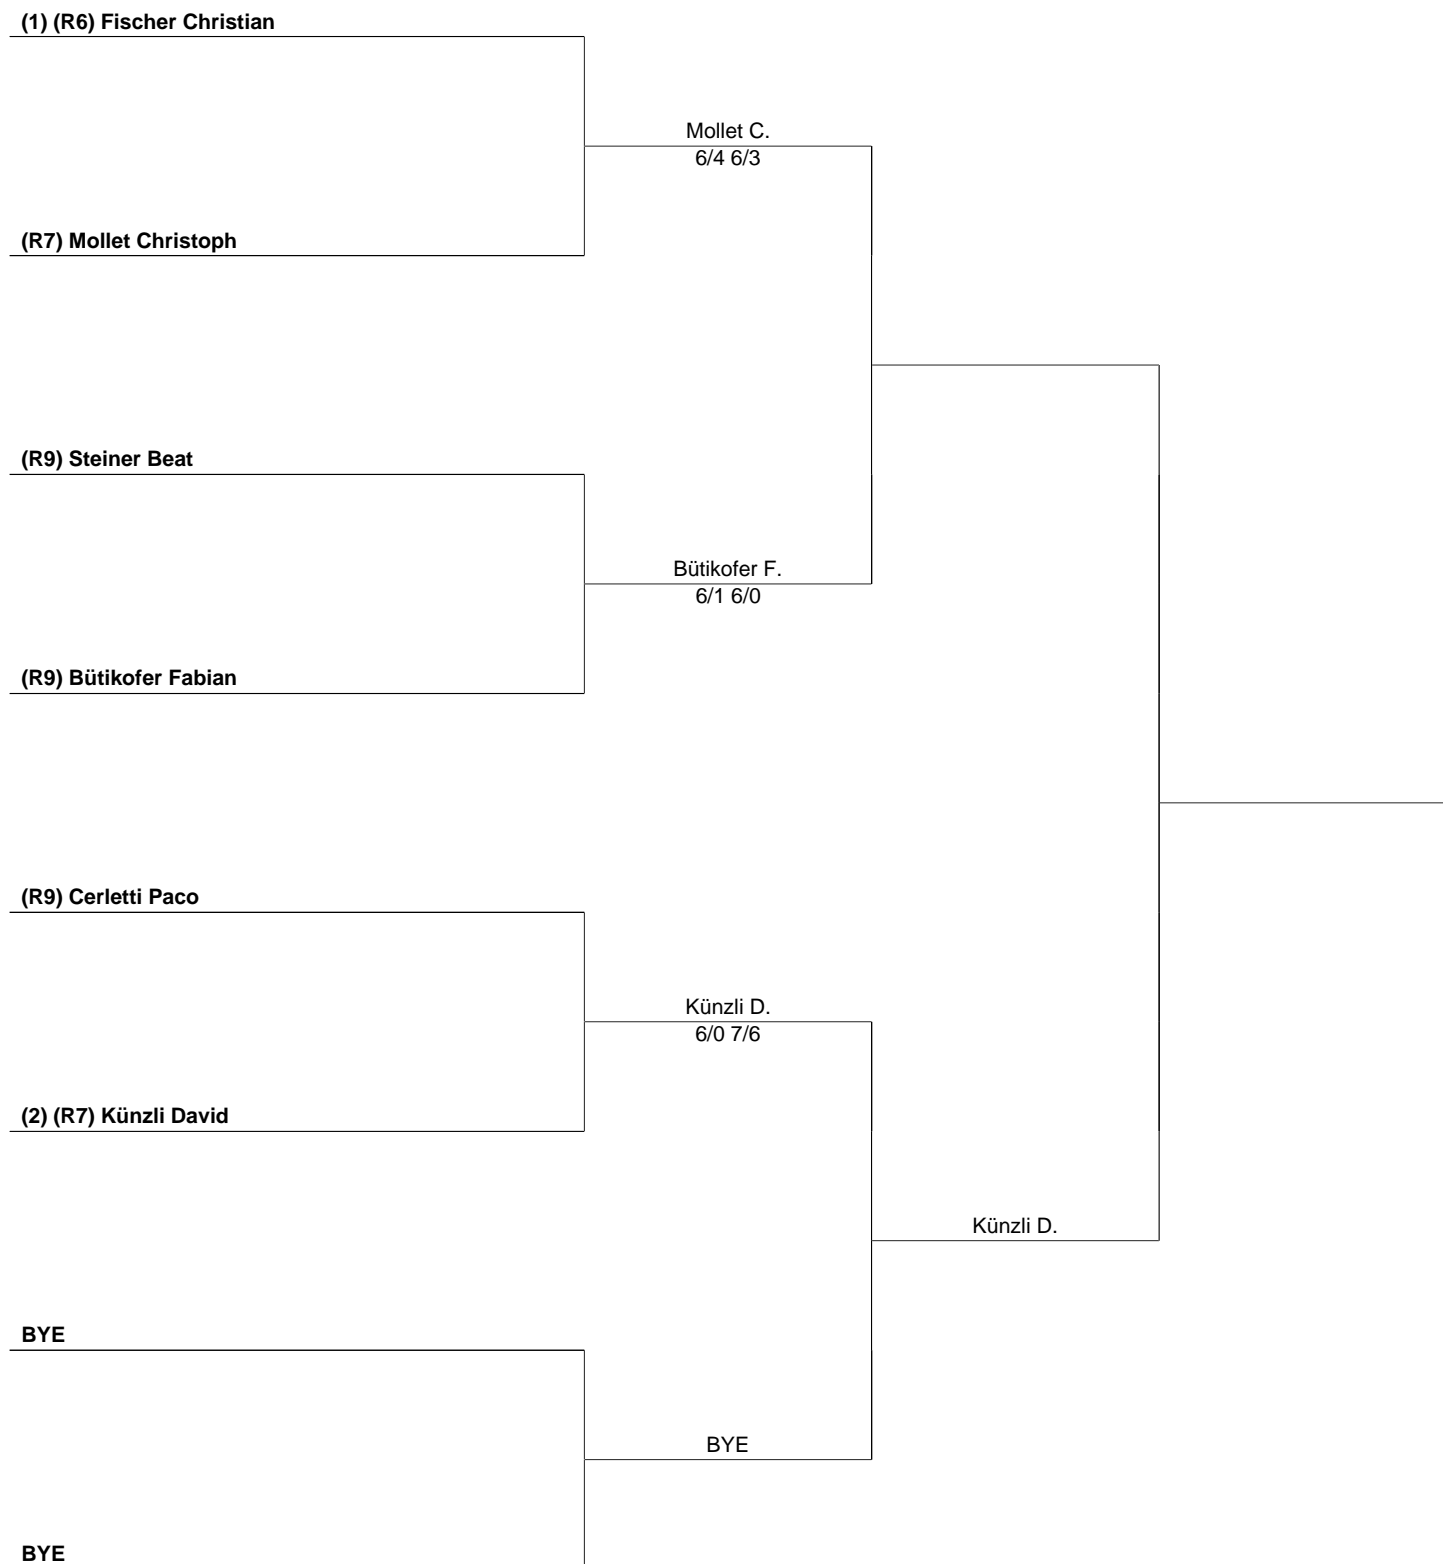 (1) (R6) Fischer Christian
Mollet C.
6/4 6/3
(R7) Mollet Christoph
(R9) Steiner Beat
Bütikofer F.
6/1 6/0
(R9) Bütikofer Fabian
(R9) Cerletti Paco
Künzli D.
6/0 7/6
(2) (R7) Künzli David
Künzli D.
BYE
BYE
BYE